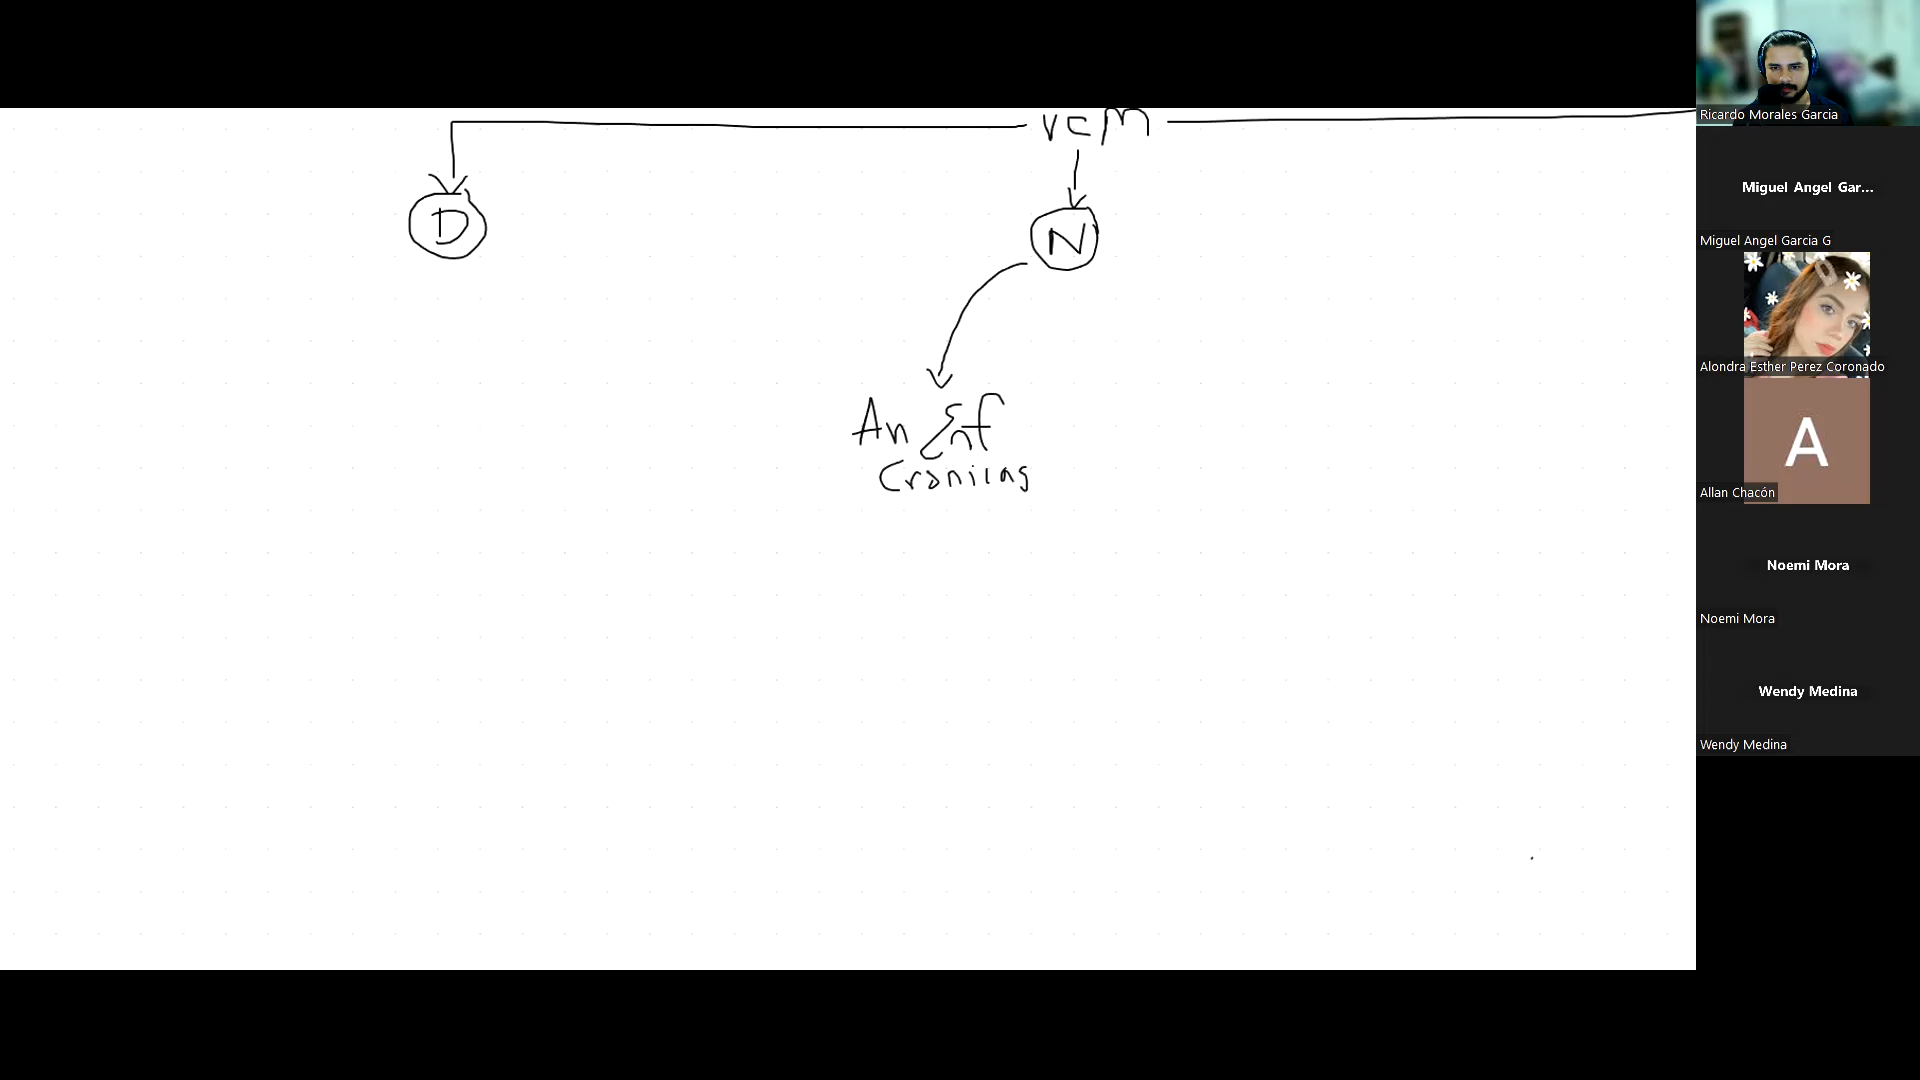 VCM
D
N
An Enf
Cronicas
Ricardo Morales Garcia
Miguel Angel Gar...
Miguel Angel Garcia G
Alondra Esther Perez Coronado
A
Allan Chacón
Noemi Mora
Noemi Mora
Wendy Medina
Wendy Medina